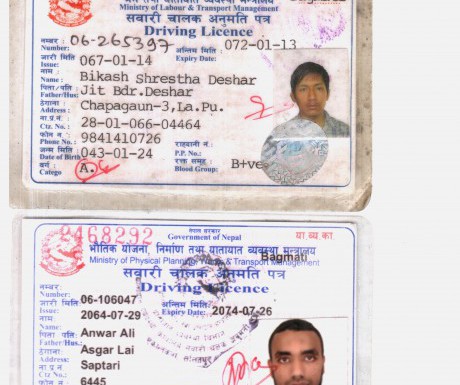 Ministry of Labour & Transport Management
सवारी चालक अनुमति पत्र
Driving Licence
नम्बर :
Number: 06-265397
अन्तिम मिति :
Expiry Date: 072-01-13
जारी मिति
Issue: 067-01-14
नाम :
Name: Bikash Shrestha Deshar
पिता/पति
Father/Hus: Jit Bdr.Deshar
ठेगाना :
Address: Chapagaun-3,La.Pu.
ना.प्र.नं. :
Ctz. No.: 28-01-066-04464
फोन नं.
Phone No.: 9841410726
राहदानी नं. :
P.P. No.:
जन्म मिति
Date of Birth: 043-01-24
रक्त समूह :
Blood Group: B+ve
वर्ग :
Catego A.
नेपाल सरकार
Government of Nepal
9468292
या.व्य.का.
भौतिक योजना, निर्माण तथा यातायात व्यवस्था मन्त्रालय
Ministry of Physical Planning, Works & Transport Management
Bagmati
सवारी चालक अनुमति पत्र
Driving Licence
नम्बर:
Number: 06-106047
अन्तिम मिति :
Expiry Date: 2074-07-26
जारी मिति
Issue: 2064-07-29
नाम :
Name: Anwar Ali
पिता/पति
Father/Hus: Asgar Lai
ठेगाना:
Address: Saptari
ना.प्र.नं.
Ctz. No.: 6445
फोन नं.